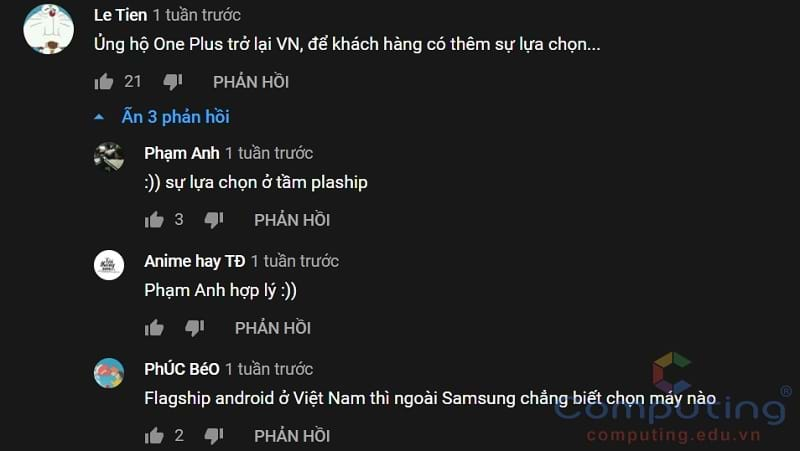 Le Tien 1 tuần trước
Ủng hộ One Plus trở lại VN, để khách hàng có thêm sự lựa chọn...
21 PHẢN HỒI
Ẩn 3 phản hồi
Phạm Anh 1 tuần trước
:)) sự lựa chọn ở tầm plaship
3 PHẢN HỒI
Anime hay TĐ 1 tuần trước
Phạm Anh hợp lý :))
PHẢN HỒI
PhÚC BéO 1 tuần trước
Flagship android ở Việt Nam thì ngoài Samsung chẳng biết chọn máy nào
2 PHẢN HỒI
Computing®
computing.edu.vn